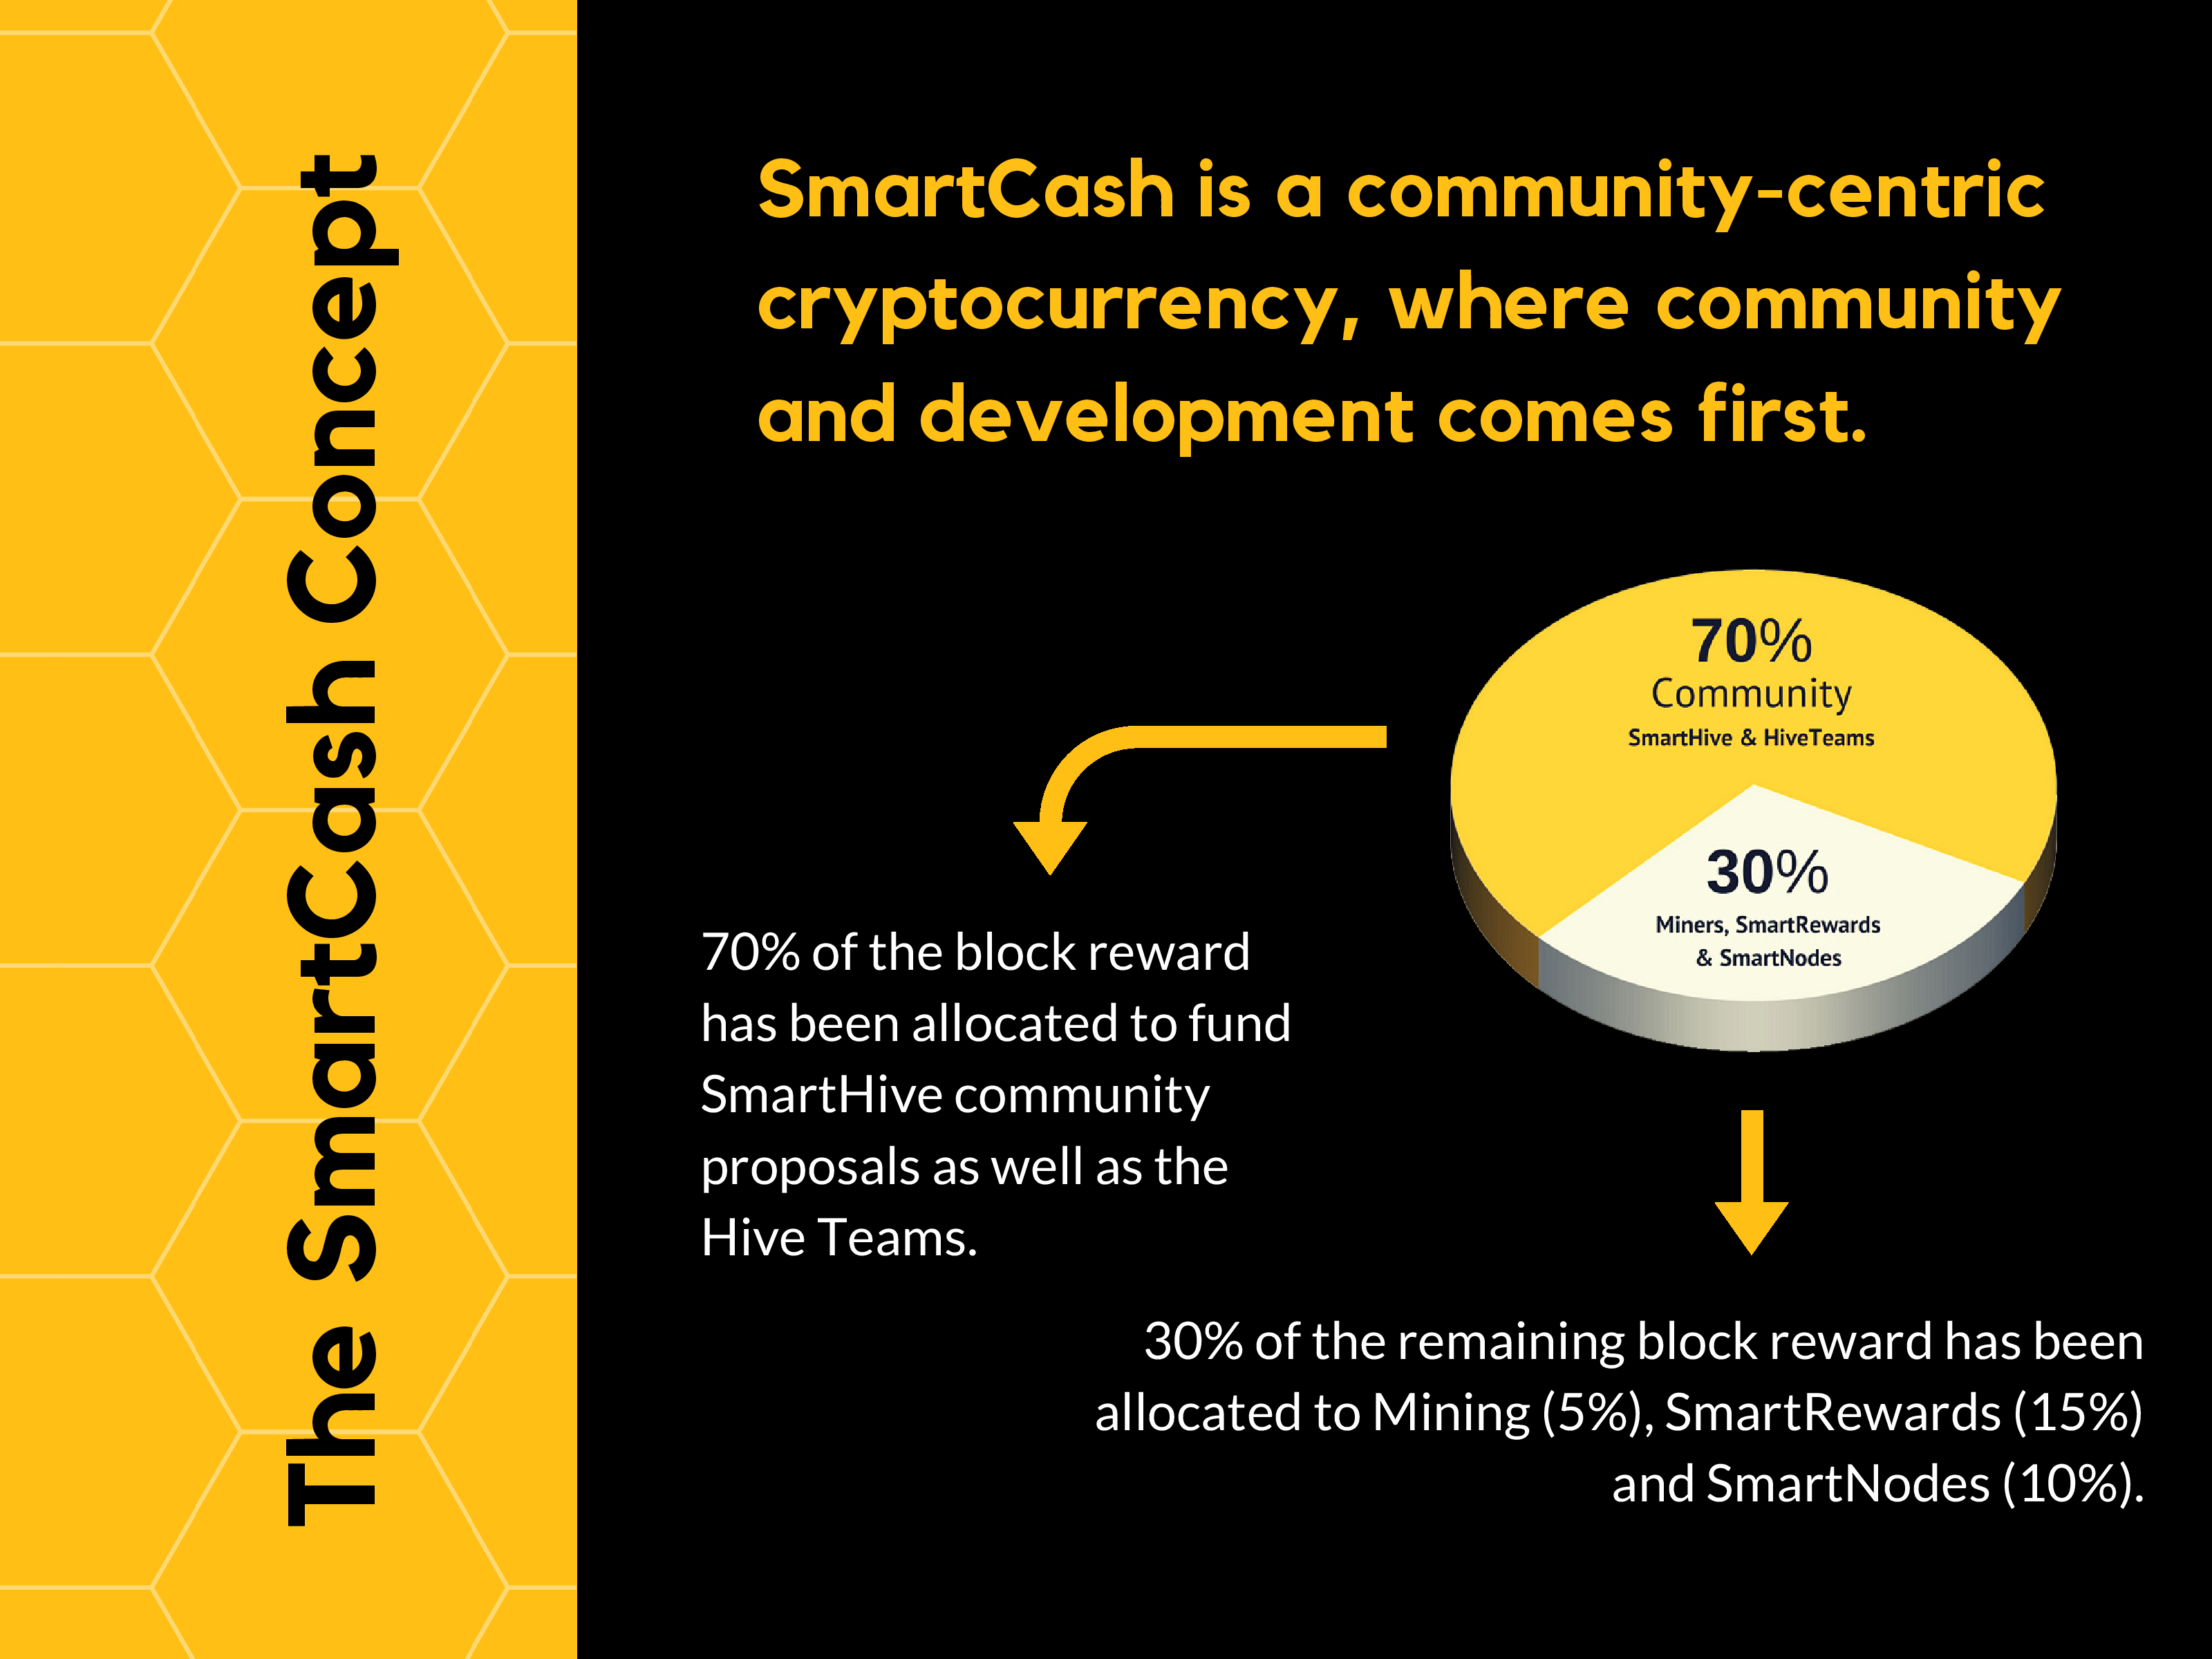 The SmartCash Concept
SmartCash is a community-centric
cryptocurrency, where community
and development comes first.
70%
Community
SmartHive & HiveTeams
30%
Miners, SmartRewards
& SmartNodes
70% of the block reward
has been allocated to fund
SmartHive community
proposals as well as the
Hive Teams.
30% of the remaining block reward has been
allocated to Mining (5%), SmartRewards (15%)
and SmartNodes (10%).